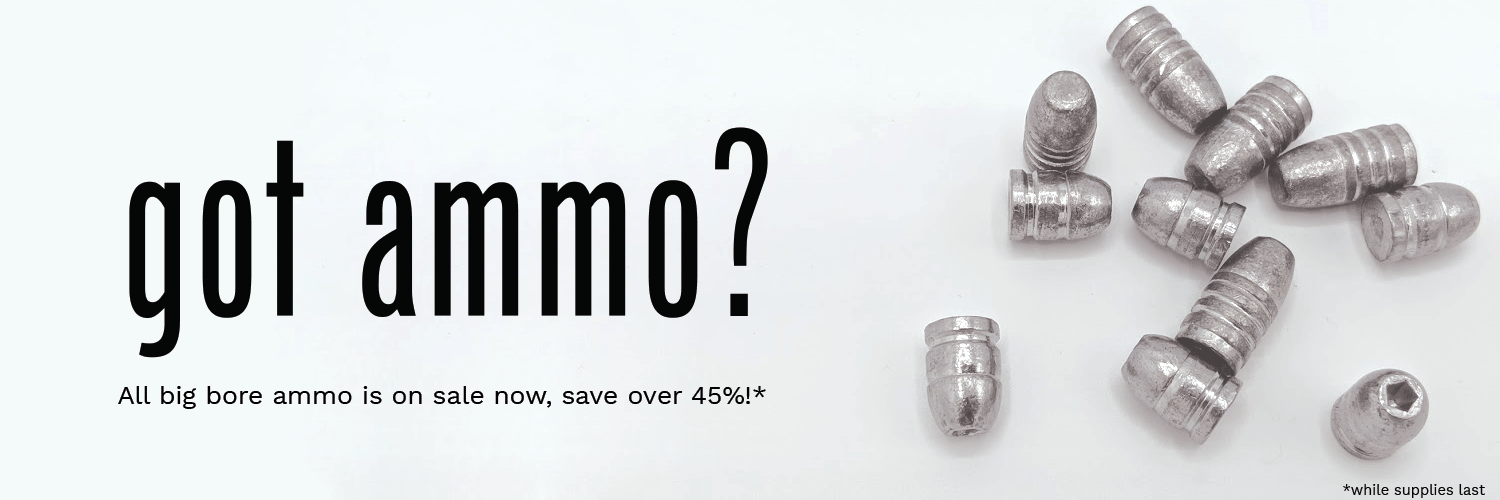 got ammo?
All big bore ammo is on sale now, save over 45%!*
*while supplies last